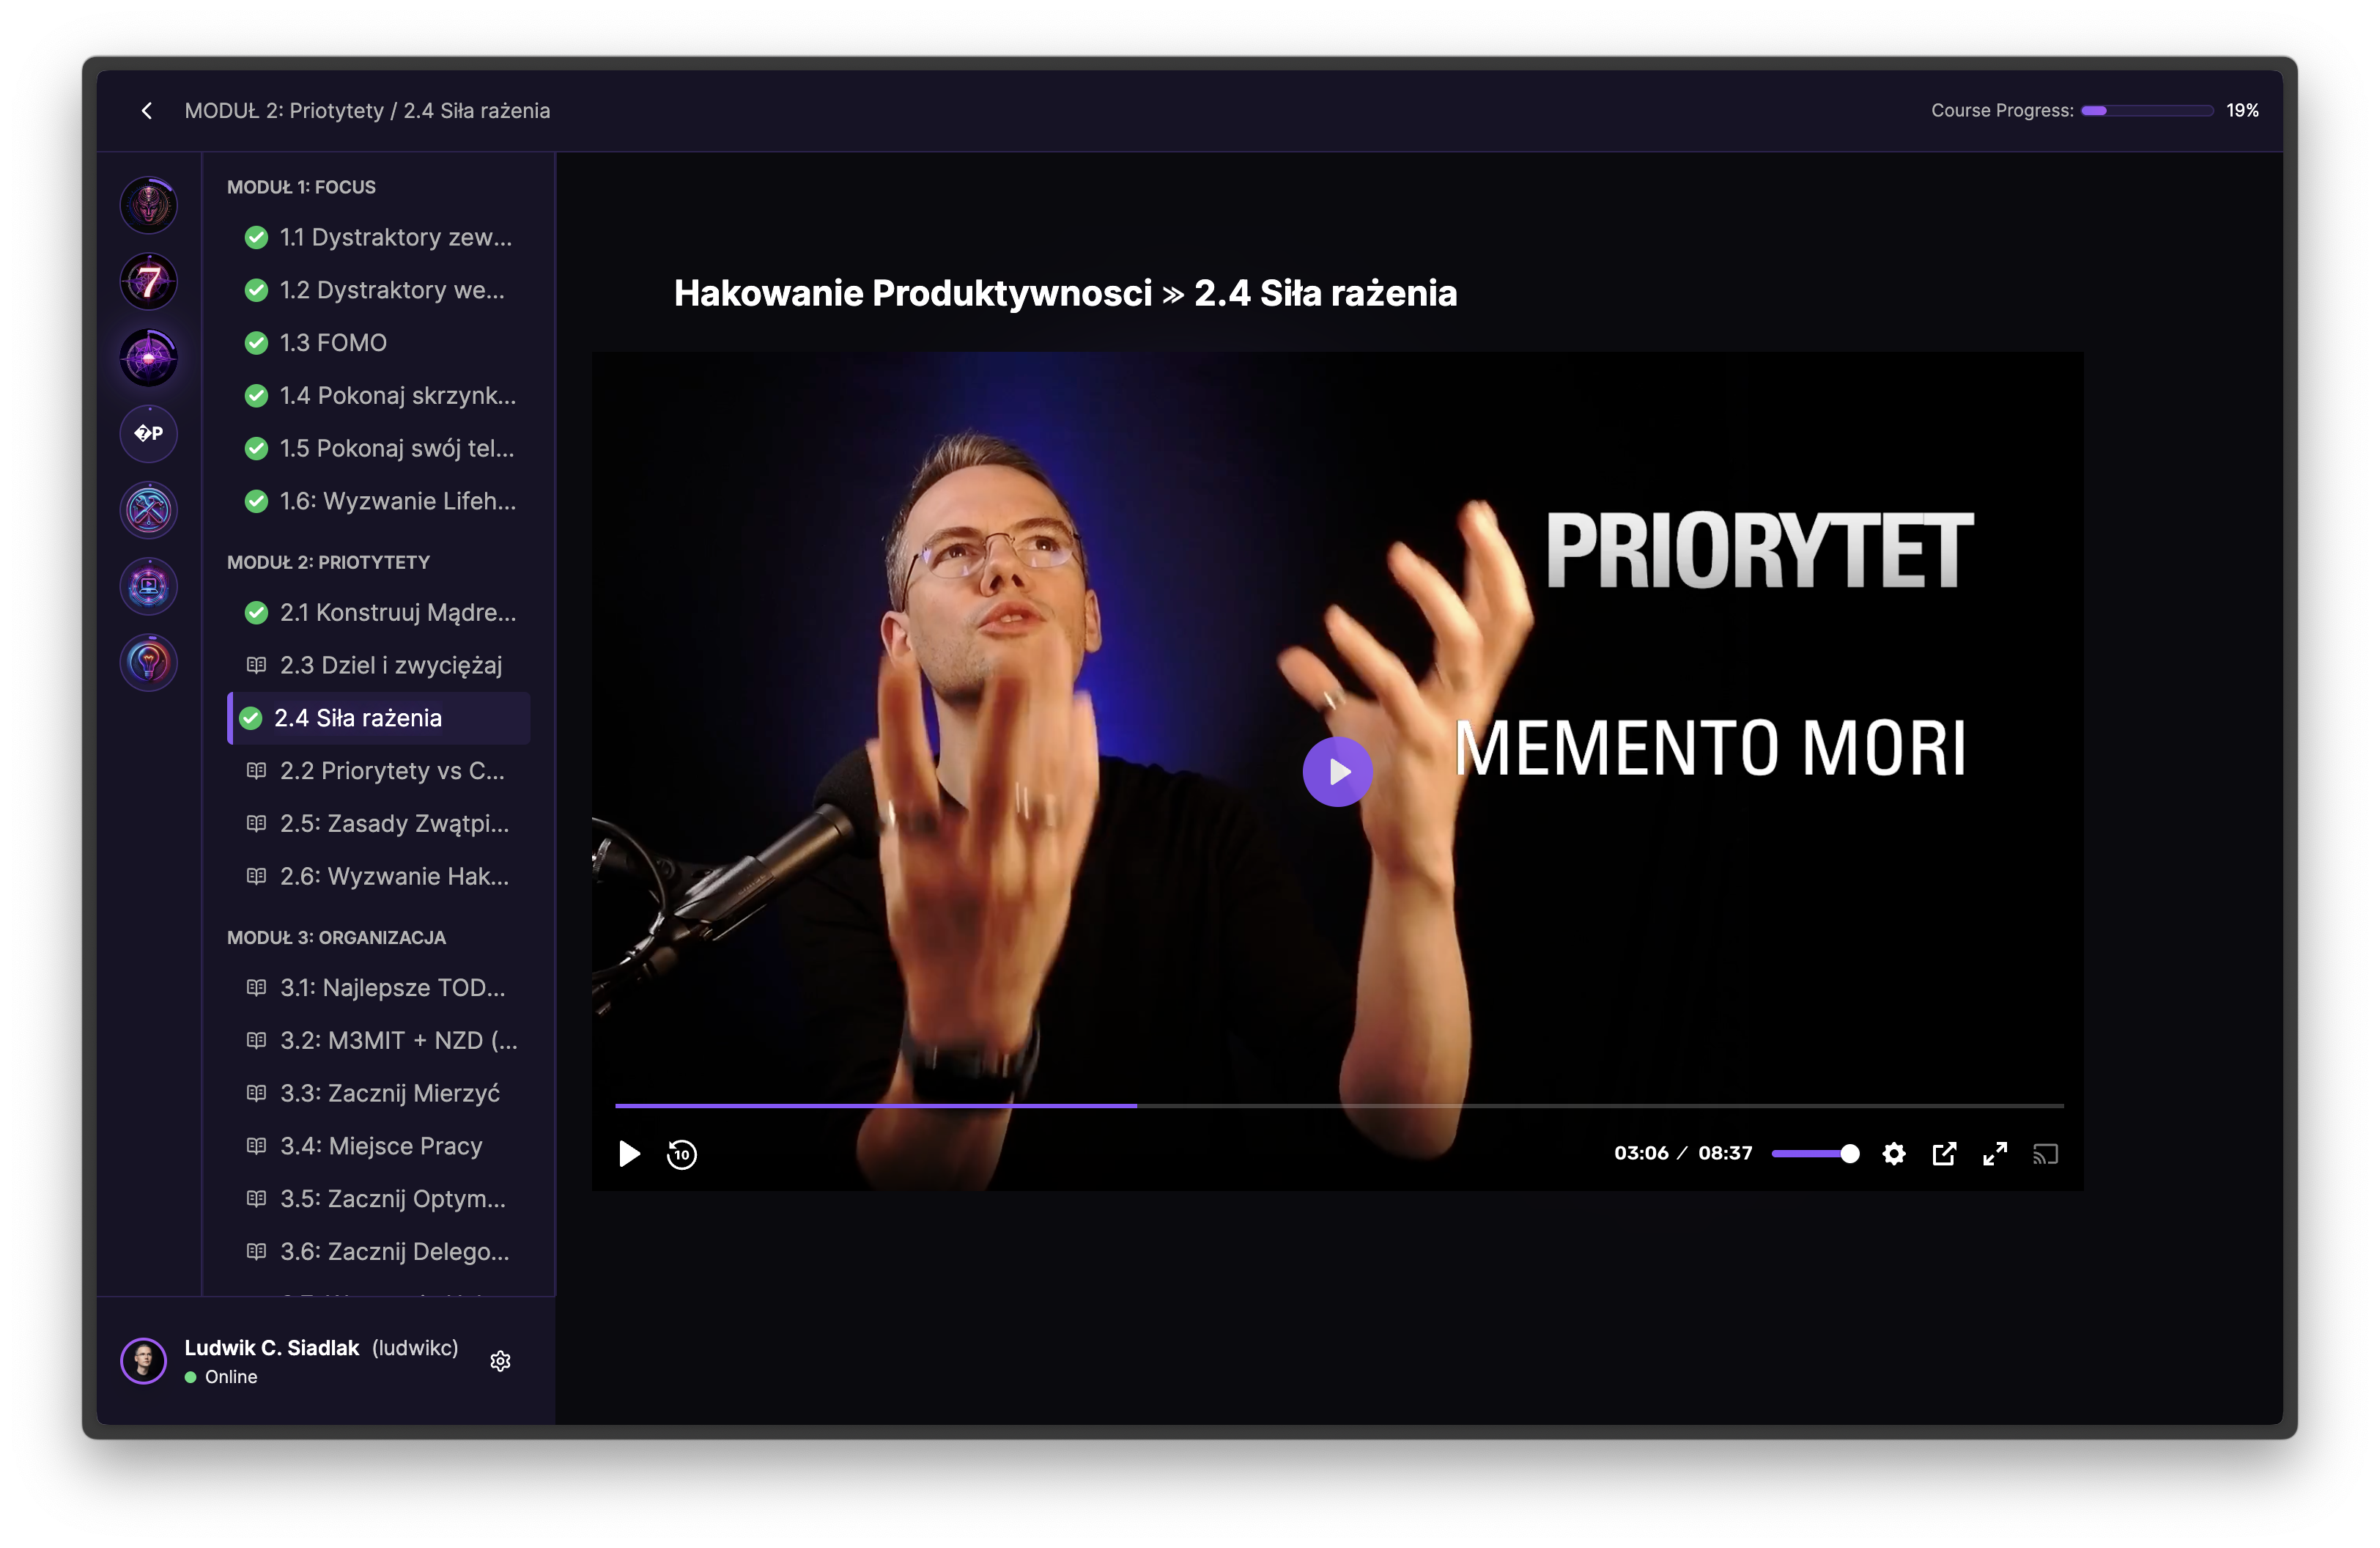 MODUŁ 2: Priotytety / 2.4 Siła rażenia
Course Progress: 19%
7
�P
MODUŁ 1: FOCUS
1.1 Dystraktory zew...
1.2 Dystraktory we...
1.3 FOMO
1.4 Pokonaj skrzynk...
1.5 Pokonaj swój tel...
1.6: Wyzwanie Lifeh...
MODUŁ 2: PRIOTYTETY
2.1 Konstruuj Mądre...
2.3 Dziel i zwyciężaj
2.4 Siła rażenia
2.2 Priorytety vs C...
2.5: Zasady Zwątpi...
2.6: Wyzwanie Hak...
MODUŁ 3: ORGANIZACJA
3.1: Najlepsze TOD...
3.2: M3MIT + NZD (...
3.3: Zacznij Mierzyć
3.4: Miejsce Pracy
3.5: Zacznij Optym...
3.6: Zacznij Delego...
Ludwik C. Siadlak (ludwikc)
Online
Hakowanie Produktywnosci » 2.4 Siła rażenia
PRIORYTET
MEMENTO MORI
10
03:06 / 08:37